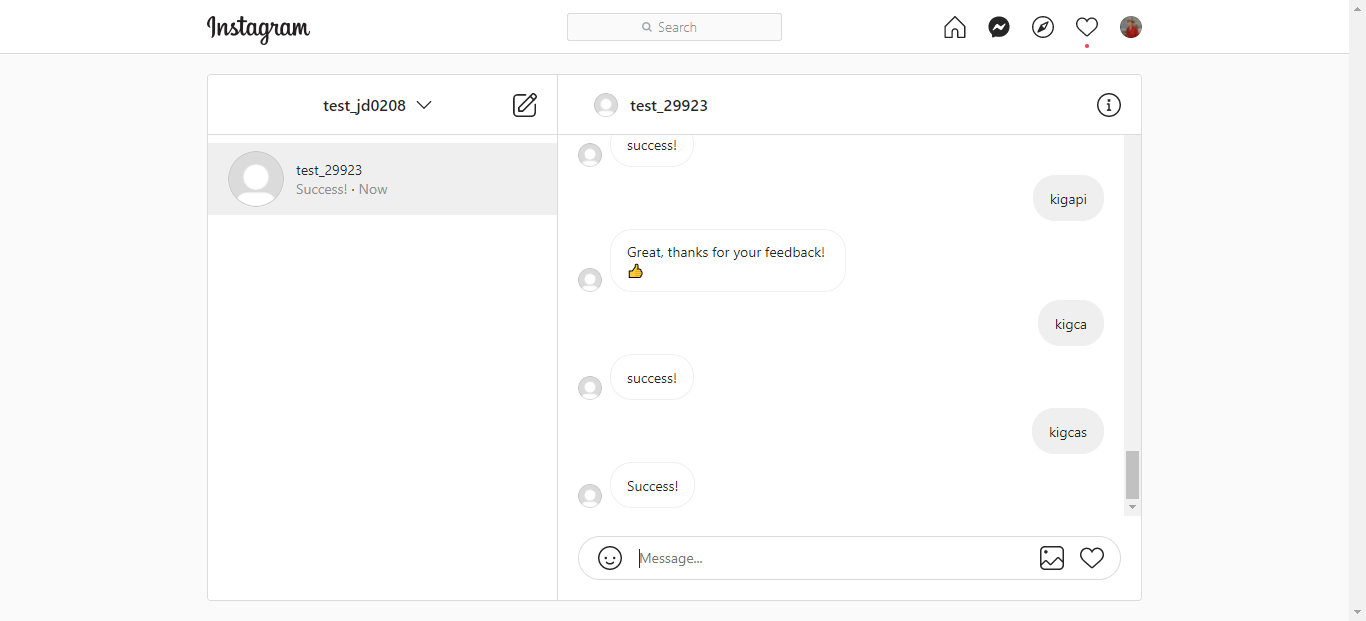 Instagram
Search
test_jd0208
test_29923
test_29923
Success! · Now
success!
kigapi
Great, thanks for your feedback!
👍
kigca
success!
kigcas
Success!
Message...